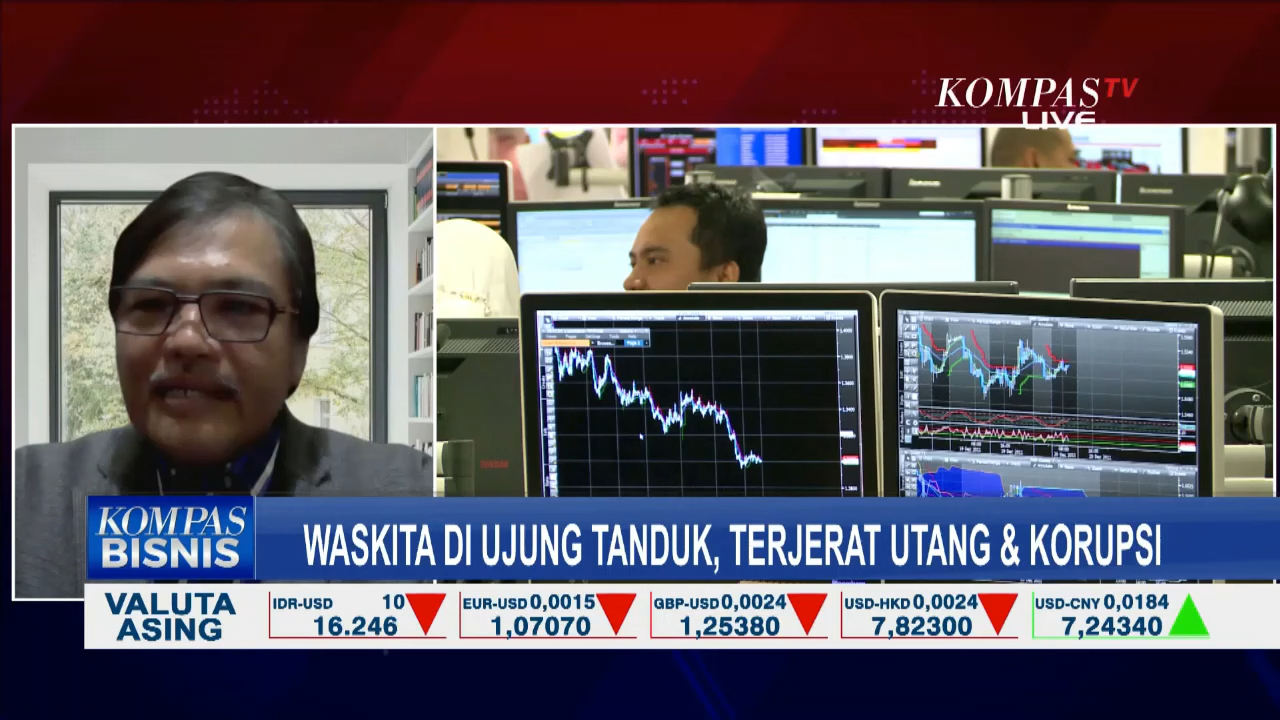 KOMPAS TV
LIVE
KOMPAS
BISNIS
WASKITA DI UJUNG TANDUK, TERJERAT UTANG & KORUPSI
VALUTA
ASING
IDR-USD 10
16.246
EUR-USD 0,0015
1,07070
GBP-USD 0,0024
1,25380
USD-HKD 0,0024
7,82300
USD-CNY 0,0184
7,24340